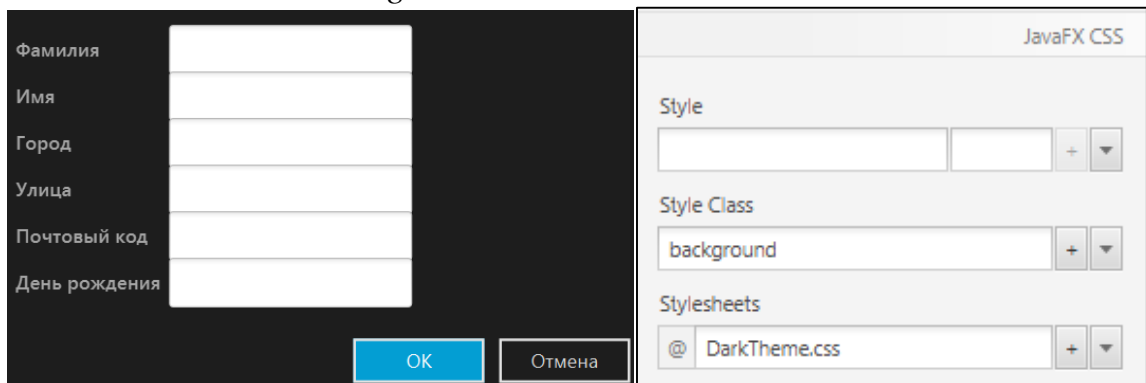 Фамилия
Имя
Город
Улица
Почтовый код
День рождения
OK Отмена
JavaFX CSS
Style
+
Style Class
background +
Stylesheets
@ DarkTheme.css +